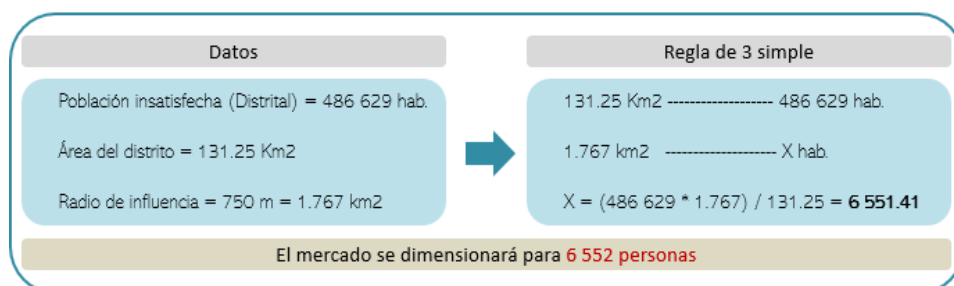 Datos
Población insatisfecha (Distrital) = 486 629 hab.
Área del distrito = 131.25 Km2
Radio de influencia = 750 m = 1.767 km2
Regla de 3 simple
131.25 Km2 ------------------- 486 629 hab.
1.767 km2 -------------------- X hab.
X = (486 629 * 1.767) / 131.25 = 6 551.41
El mercado se dimensionará para 6 552 personas